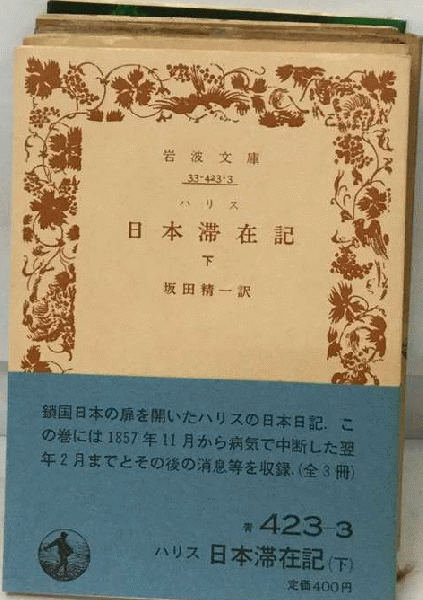 岩波文庫
33-423-3
ハリス
日本滞在記
下
坂田精一訳
鎖国日本の扉を開いたハリスの日本日記．こ
の巻には1857年11月から病気で中断した翌
年2月までとその後の消息等を収録．(全3冊)
青 423-3
ハリス 日本滞在記(下)
定価400円